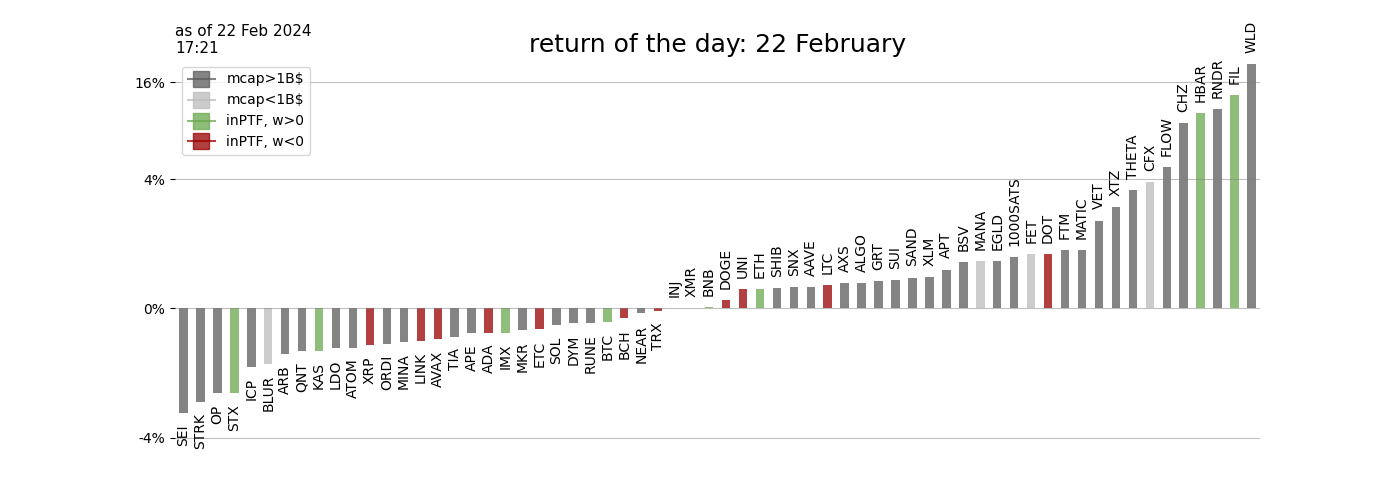 as of 22 Feb 2024
17:21
return of the day: 22 February
mcap>1B$
mcap<1B$
inPTF, w>0
inPTF, w<0
16%
4%
0%
-4%
SEI
STRK
OP
STX
ICP
BLUR
ARB
QNT
KAS
LDO
ATOM
XRP
ORDI
MINA
LINK
AVAX
TIA
APE
ADA
IMX
MKR
ETC
SOL
DYM
RUNE
BTC
BCH
NEAR
TRX
INJ
XMR
BNB
DOGE
UNI
ETH
SHIB
SNX
AAVE
LTC
AXS
ALGO
GRT
SUI
SAND
XLM
APT
BSV
MANA
EGLD
1000SATS
FET
DOT
FTM
MATIC
VET
XTZ
THETA
CFX
FLOW
CHZ
HBAR
RNDR
FIL
WLD